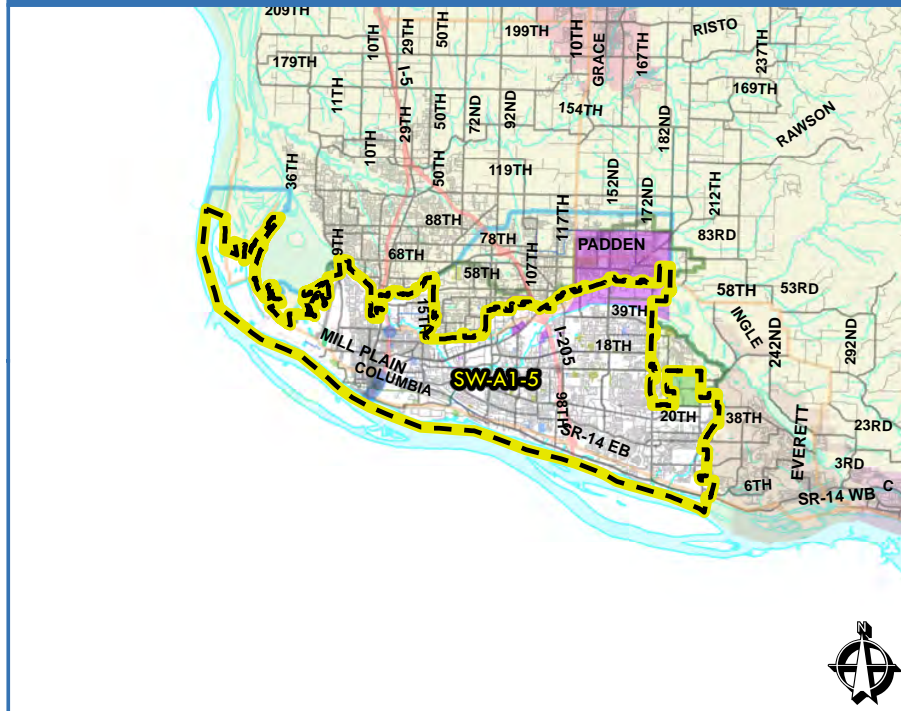 209TH
10TH
29TH
50TH
199TH
10TH
GRACE
167TH
RISTO
237TH
179TH
11TH
I-5
169TH
10TH
29TH
50TH
72ND
92ND
154TH
182ND
RAWSON
36TH
50TH
119TH
152ND
172ND
212TH
9TH
88TH
117TH
68TH
78TH
PADDEN
83RD
58TH
107TH
58TH
53RD
15TH
39TH
INGLE
242ND
292ND
MILL PLAIN
I-205
18TH
COLUMBIA
SW-A1-5
98TH
20TH
38TH
EVERETT
23RD
SR-14 EB
3RD
6TH
SR-14 WB
C
N